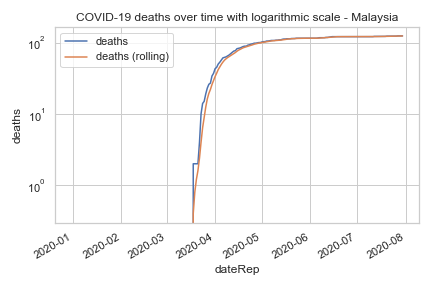 COVID-19 deaths over time with logarithmic scale - Malaysia
deaths
deaths (rolling)
10²
10¹
10⁰
deaths
2020-01
2020-02
2020-03
2020-04
2020-05
2020-06
2020-07
2020-08
dateRep